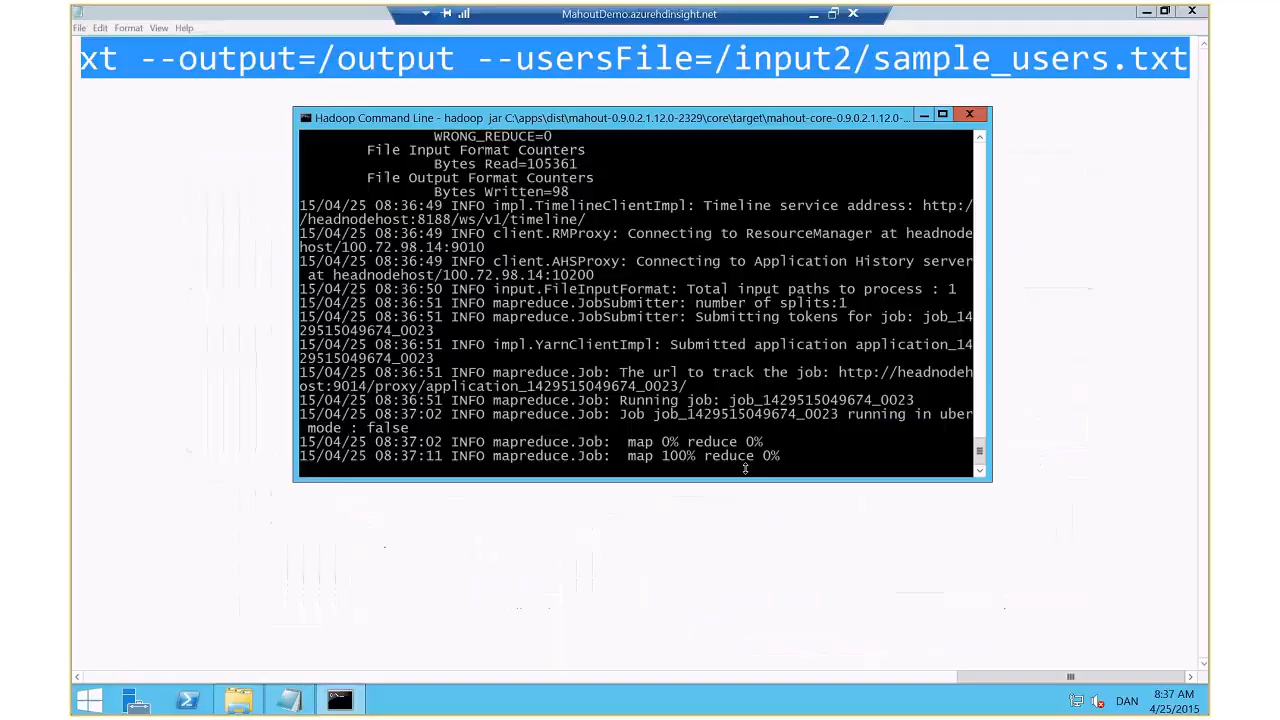 MahoutDemo.azurehdinsight.net
File Edit Format View Help
xt --output=/output --usersFile=/input2/sample_users.txt
Hadoop Command Line - hadoop jar C:\apps\dist\mahout-0.9.0.2.1.12.0-2329\core\target\mahout-core-0.9.0.2.1.12.0-...
WRONG_REDUCE=0
File Input Format Counters
Bytes Read=105361
File Output Format Counters
Bytes Written=98
15/04/25 08:36:49 INFO impl.TimelineClientImpl: Timeline service address: http:/
/headnodehost:8188/ws/v1/timeline/
15/04/25 08:36:49 INFO client.RMProxy: Connecting to ResourceManager at headnode
host/100.72.98.14:9010
15/04/25 08:36:49 INFO client.AHSProxy: Connecting to Application History server
at headnodehost/100.72.98.14:10200
15/04/25 08:36:50 INFO input.FileInputFormat: Total input paths to process : 1
15/04/25 08:36:51 INFO mapreduce.JobSubmitter: number of splits:1
15/04/25 08:36:51 INFO mapreduce.JobSubmitter: Submitting tokens for job: job_14
29515049674_0023
15/04/25 08:36:51 INFO impl.YarnClientImpl: Submitted application application_14
29515049674_0023
15/04/25 08:36:51 INFO mapreduce.Job: The url to track the job: http://headnodeh
ost:9014/proxy/application_1429515049674_0023/
15/04/25 08:36:51 INFO mapreduce.Job: Running job: job_1429515049674_0023
15/04/25 08:37:02 INFO mapreduce.Job: Job job_1429515049674_0023 running in uber
mode : false
15/04/25 08:37:02 INFO mapreduce.Job: map 0% reduce 0%
15/04/25 08:37:11 INFO mapreduce.Job: map 100% reduce 0%
DAN
8:37 AM
4/25/2015